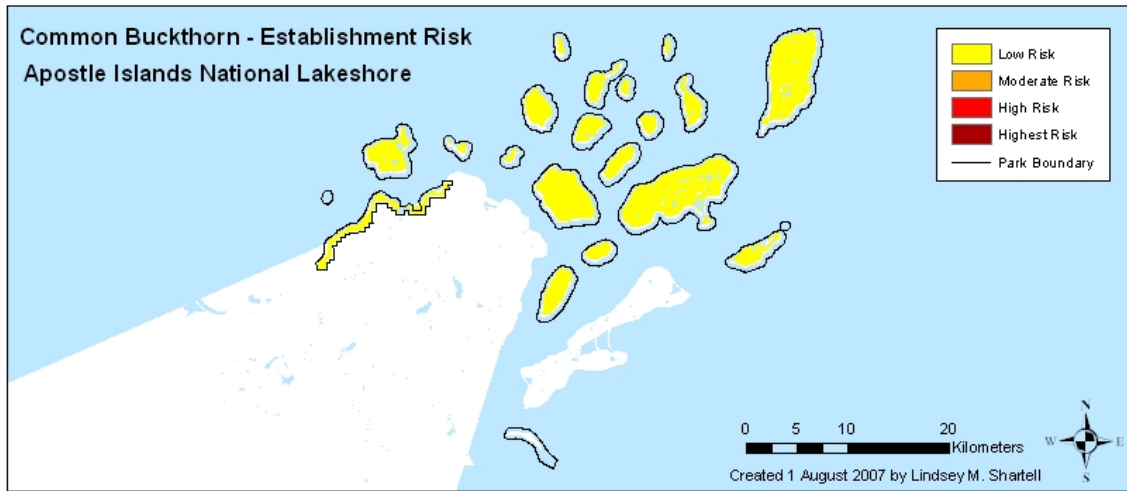 Common Buckthorn - Establishment Risk
Apostle Islands National Lakeshore
Low Risk
Moderate Risk
High Risk
Highest Risk
Park Boundary
0 5 10 20
Kilometers
Created 1 August 2007 by Lindsey M. Shartell
N
W E
S